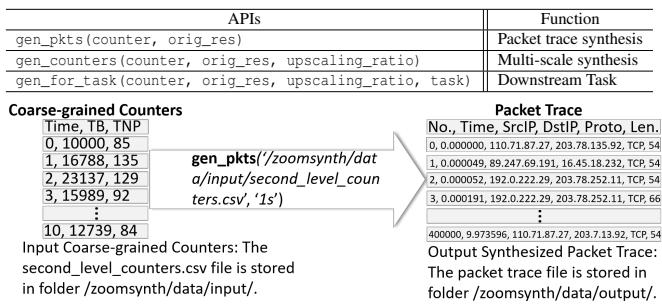 APIs Function
gen_pkts(counter, orig_res) Packet trace synthesis
gen_counters(counter, orig_res, upscaling_ratio) Multi-scale synthesis
gen_for_task(counter, orig_res, upscaling_ratio, task) Downstream Task
Coarse-grained Counters
Time, TB, TNP
0, 10000, 85
1, 16788, 135
2, 23137, 129
3, 15989, 92
⋮
10, 12739, 84
Input Coarse-grained Counters: The
second_level_counters.csv file is stored
in folder /zoomsynth/data/input/.
gen_pkts('/zoomsynth/dat
a/input/second_level_coun
ters.csv', '1s')
Packet Trace
No., Time, SrcIP, DstIP, Proto, Len.
0, 0.000000, 110.71.87.27, 203.78.135.92, TCP, 54
1, 0.000049, 89.247.69.191, 16.45.18.232, TCP, 54
2, 0.000052, 192.0.222.29, 203.78.252.11, TCP, 54
3, 0.000191, 192.0.222.29, 203.78.252.11, TCP, 66
⋮
400000, 9.973596, 110.71.87.27, 203.7.13.92, TCP, 54
Output Synthesized Packet Trace:
The packet trace file is stored in
folder /zoomsynth/data/output/.